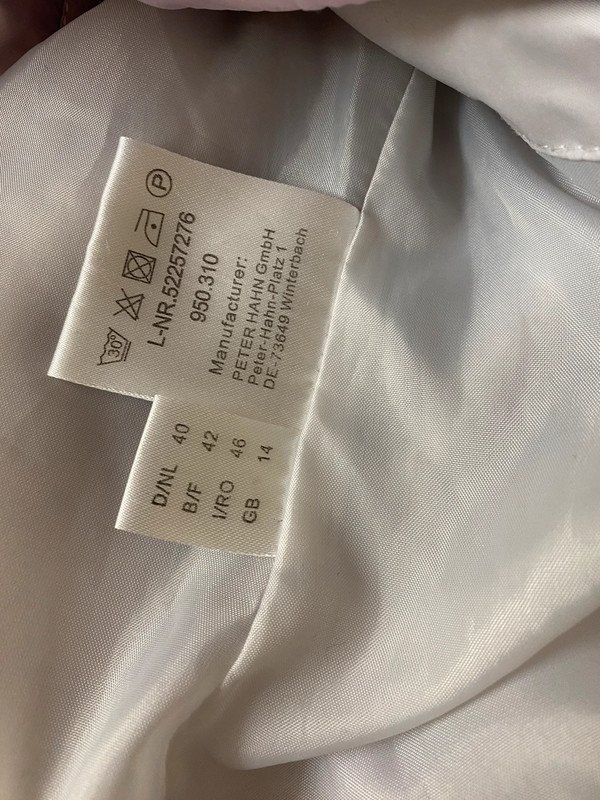 30°
P
L-NR.52257276
950.310
Manufacturer:
PETER HAHN GmbH
Peter-Hahn-Platz 1
DE-73649 Winterbach
D/NL 40
B/F 42
I/RO 46
GB 14